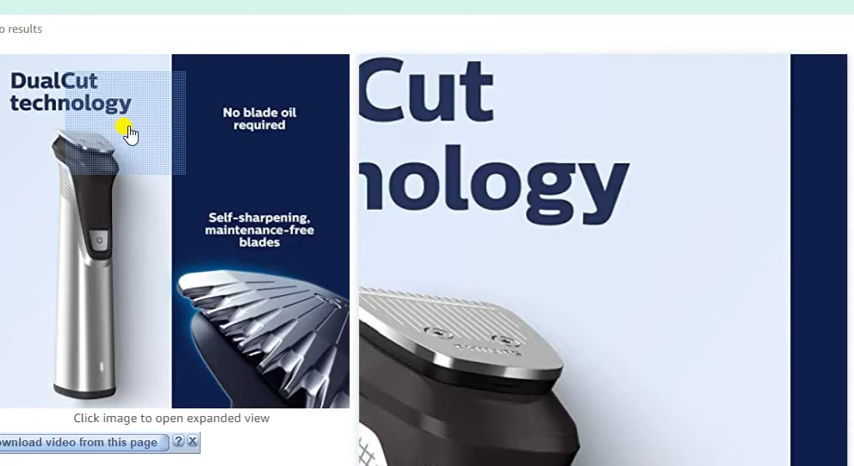 o results
DualCut
technology
No blade oil
required
Self-sharpening,
maintenance-free
blades
Click image to open expanded view
ownload video from this page
?
X
Cut
nology